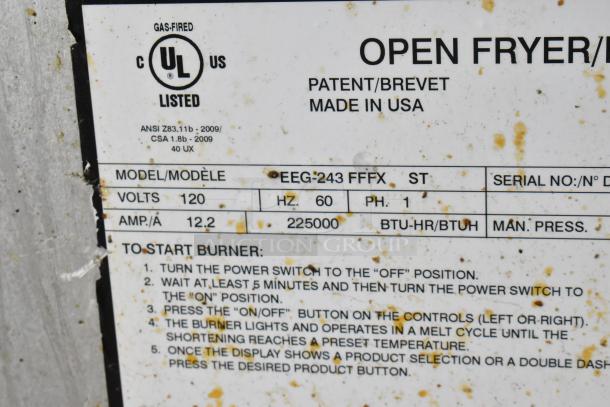 GAS-FIRED
C UL US
®
LISTED
ANSI Z83.11b - 2009/
CSA 1.8b - 2009
40 UX
OPEN FRYER/
PATENT/BREVET
MADE IN USA
MODEL/MODÈLE EEG-243 FFFX ST SERIAL NO:/N° D
VOLTS 120 HZ. 60 PH. 1
AMP./A 12.2 225000 BTU-HR/BTUH MAN. PRESS.
AUCTION GROUP
TO START BURNER:
1. TURN THE POWER SWITCH TO THE "OFF" POSITION.
2. WAIT AT LEAST 5 MINUTES AND THEN TURN THE POWER SWITCH TO
THE "ON" POSITION.
3. PRESS THE "ON/OFF" BUTTON ON THE CONTROLS (LEFT OR RIGHT).
4. THE BURNER LIGHTS AND OPERATES IN A MELT CYCLE UNTIL THE
SHORTENING REACHES A PRESET TEMPERATURE.
5. ONCE THE DISPLAY SHOWS A PRODUCT SELECTION OR A DOUBLE DASH
PRESS THE DESIRED PRODUCT BUTTON.